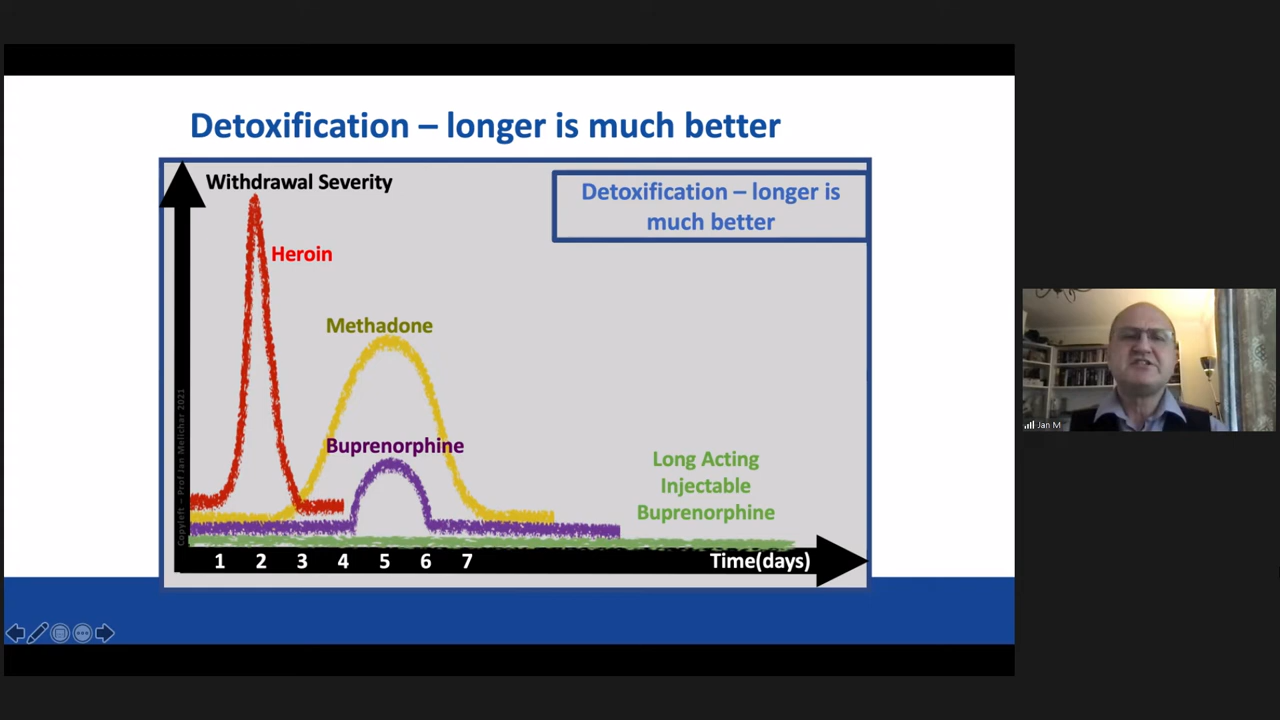 Detoxification – longer is much better
Withdrawal Severity
Detoxification – longer is
much better
Heroin
Methadone
Buprenorphine
Long Acting
Injectable
Buprenorphine
Copyleft – Prof Jan Melichar 2021
1 2 3 4 5 6 7 Time(days)
Jan M